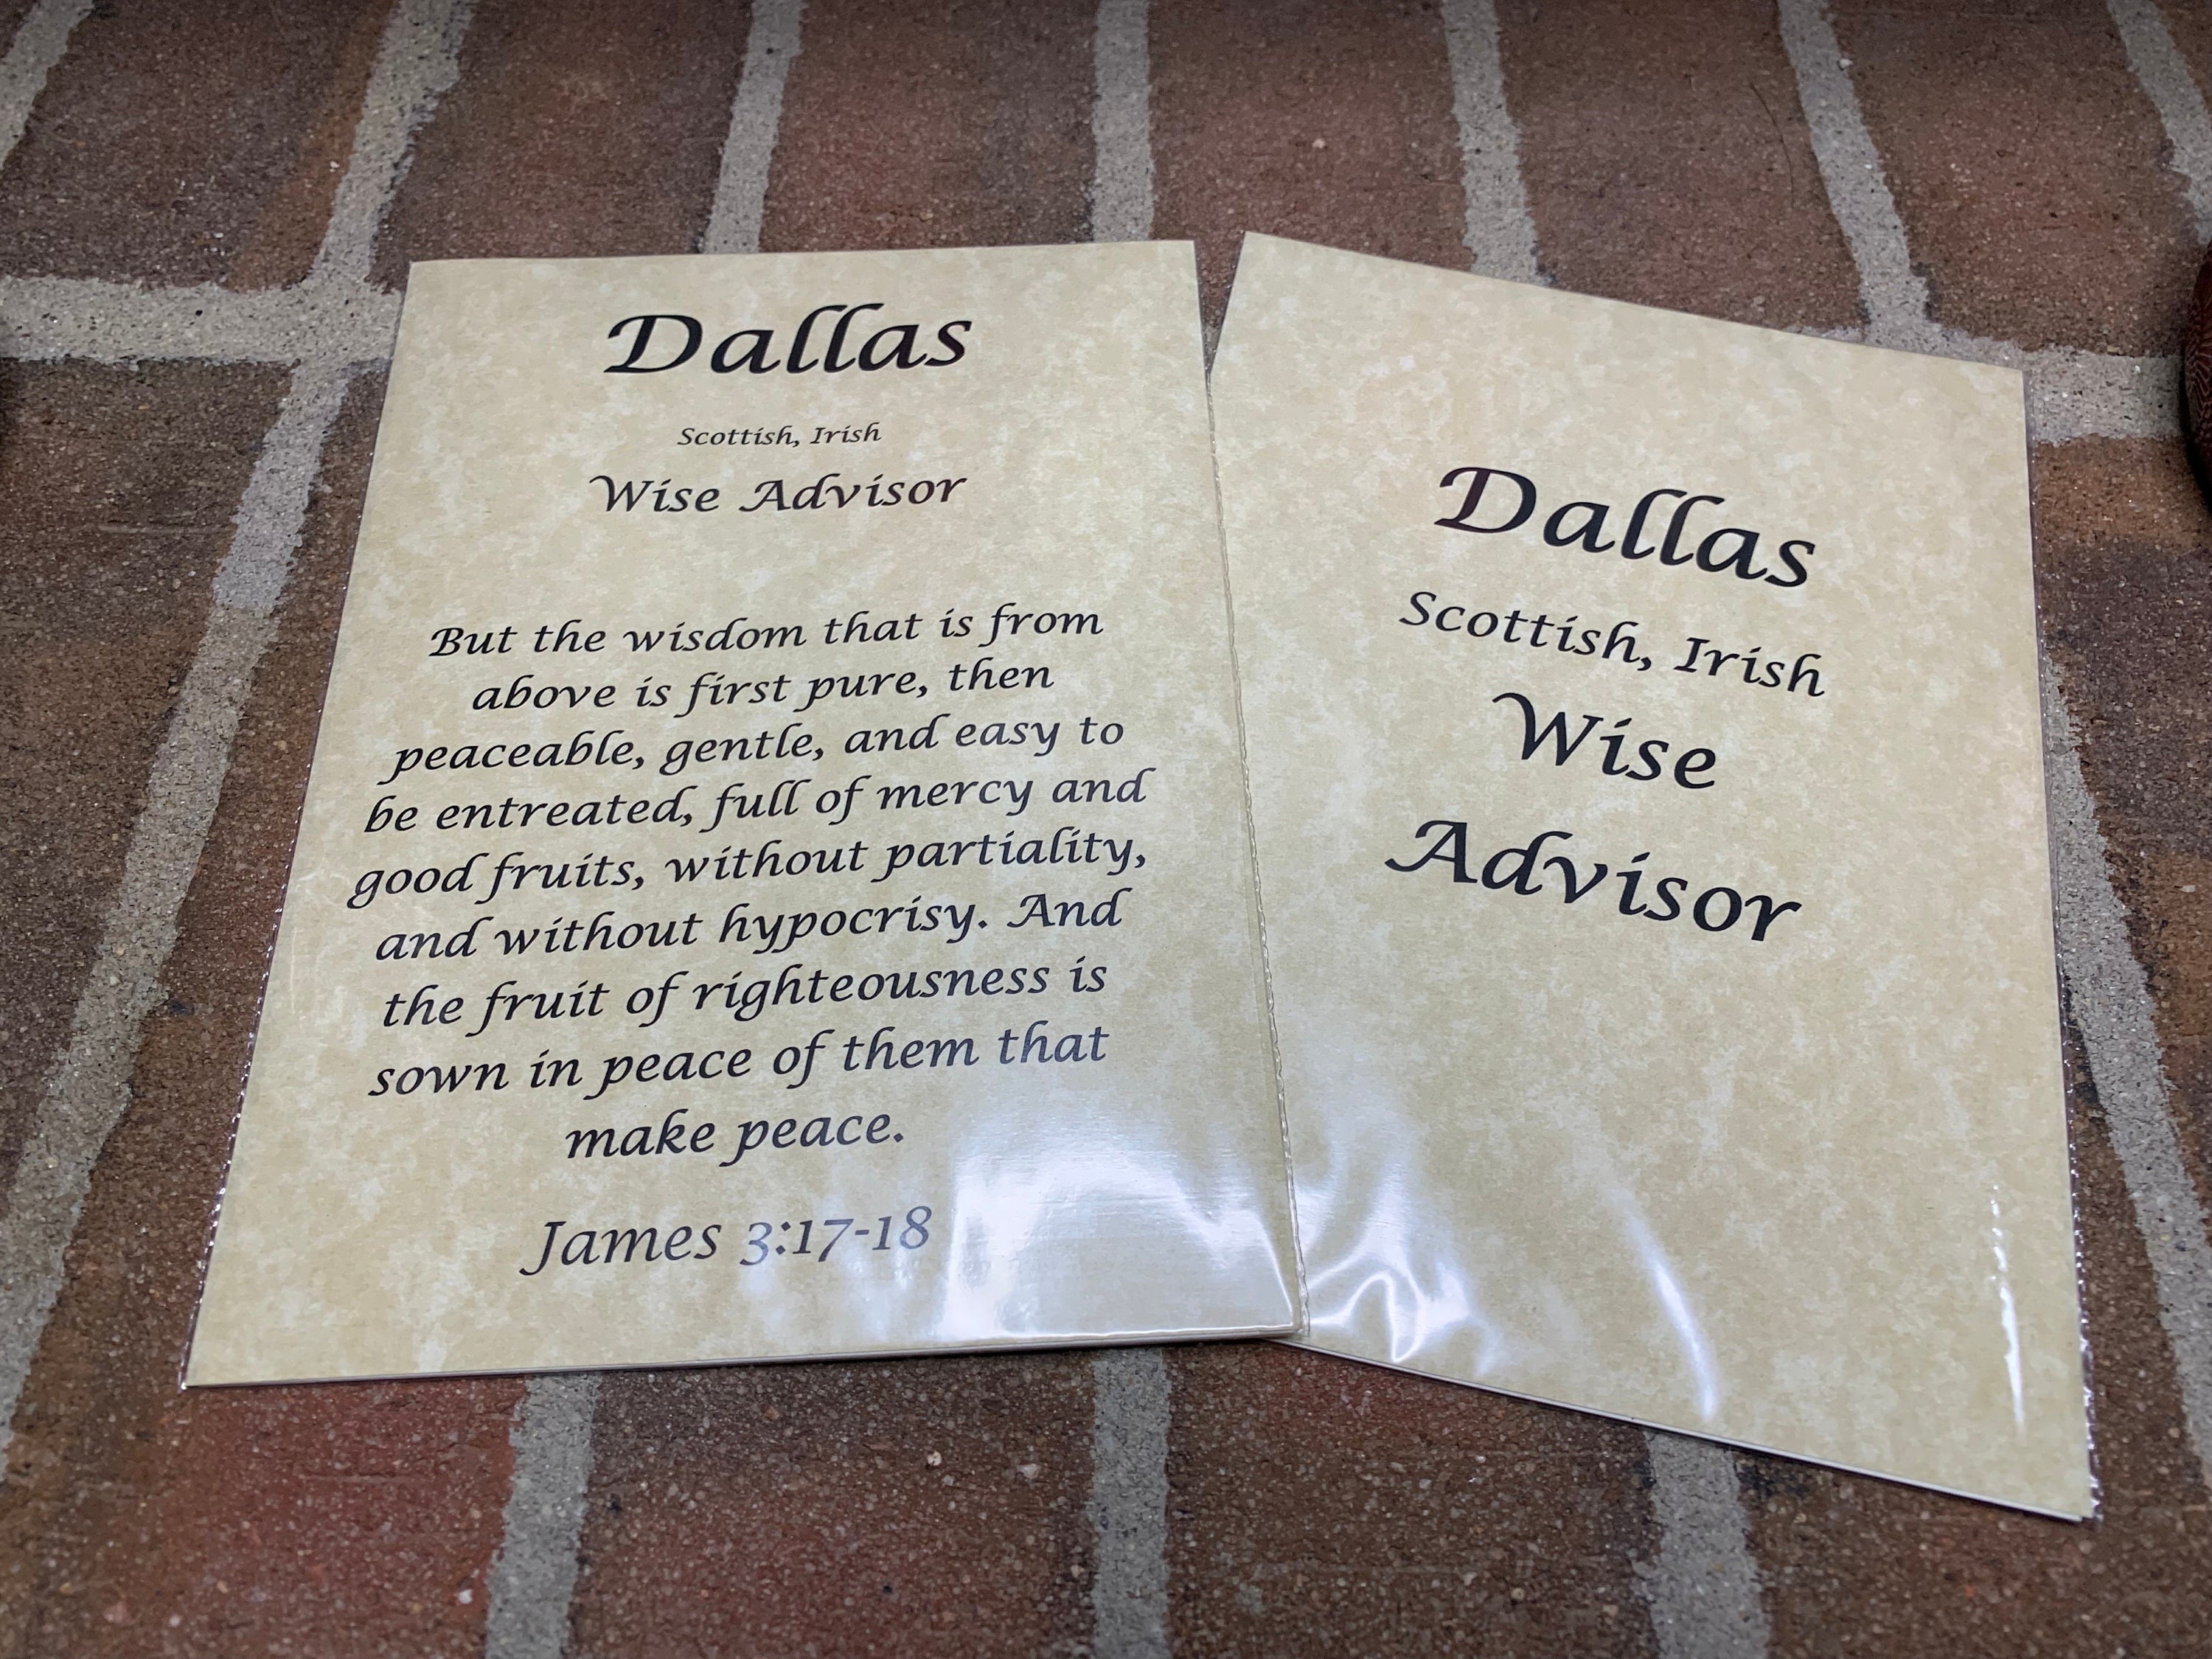 Dallas
Scottish, Irish
Wise Advisor
But the wisdom that is from
above is first pure, then
peaceable, gentle, and easy to
be entreated, full of mercy and
good fruits, without partiality,
and without hypocrisy. And
the fruit of righteousness is
sown in peace of them that
make peace.
James 3:17-18
Dallas
Scottish, Irish
Wise
Advisor